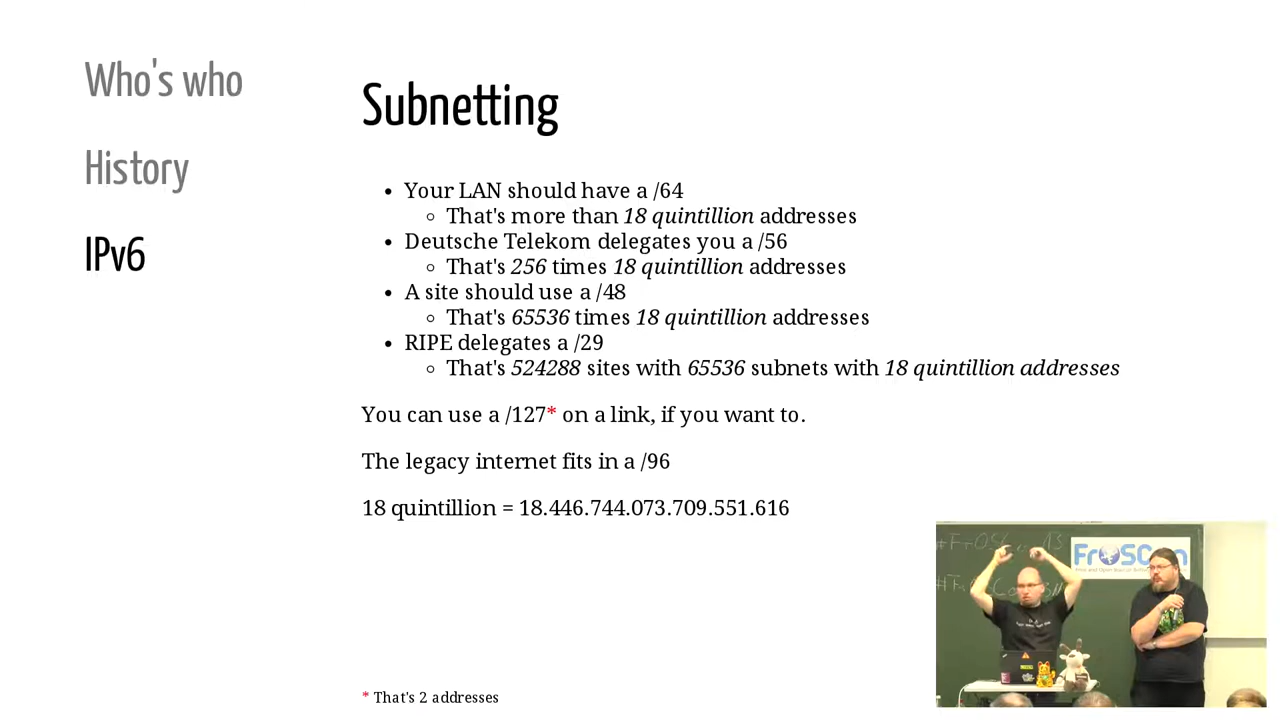 Who's who
History
IPv6
Subnetting
• Your LAN should have a /64
◦ That's more than 18 quintillion addresses
• Deutsche Telekom delegates you a /56
◦ That's 256 times 18 quintillion addresses
• A site should use a /48
◦ That's 65536 times 18 quintillion addresses
• RIPE delegates a /29
◦ That's 524288 sites with 65536 subnets with 18 quintillion addresses
You can use a /127* on a link, if you want to.
The legacy internet fits in a /96
18 quintillion = 18.446.744.073.709.551.616
* That's 2 addresses
FrOSCon